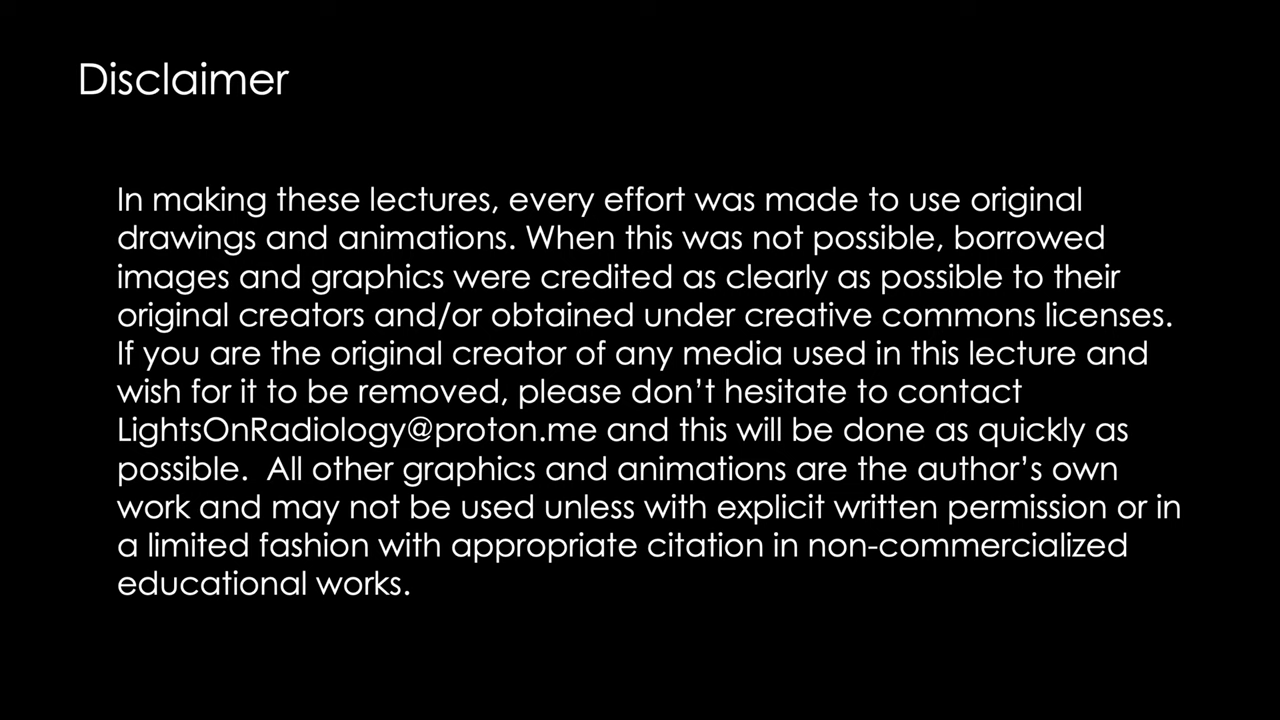 Disclaimer
In making these lectures, every effort was made to use original
drawings and animations. When this was not possible, borrowed
images and graphics were credited as clearly as possible to their
original creators and/or obtained under creative commons licenses.
If you are the original creator of any media used in this lecture and
wish for it to be removed, please don’t hesitate to contact
LightsOnRadiology@proton.me and this will be done as quickly as
possible.  All other graphics and animations are the author’s own
work and may not be used unless with explicit written permission or in
a limited fashion with appropriate citation in non-commercialized
educational works.